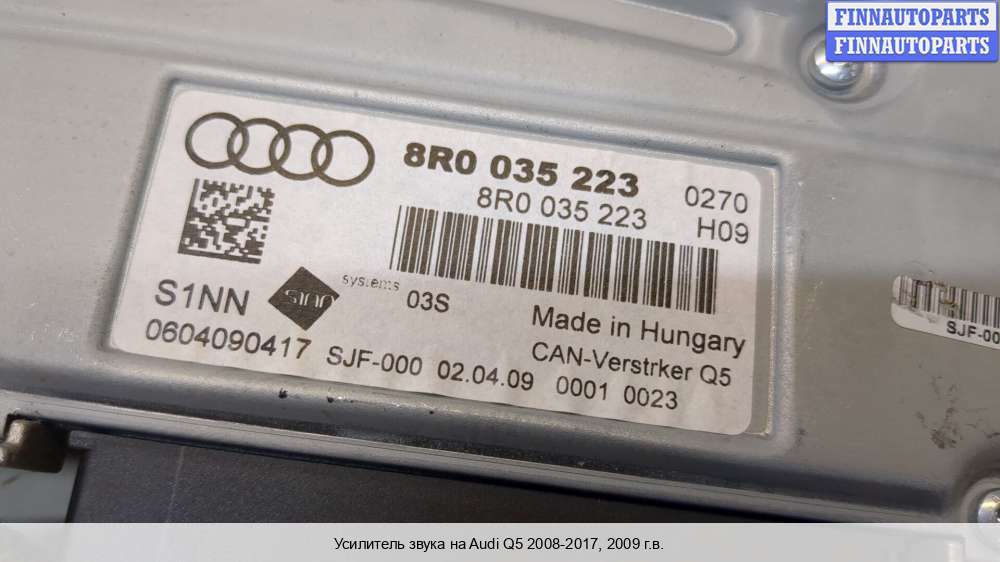 FINNAUTOPARTS
FINNAUTOPARTS
8R0 035 223 0270
8R0 035 223 H09
S1NN SINN systems 03S Made in Hungary
0604090417 SJF-000 02.04.09 CAN-Verstrker Q5
0001 0023
SJF-00
Усилитель звука на Audi Q5 2008-2017, 2009 г.в.